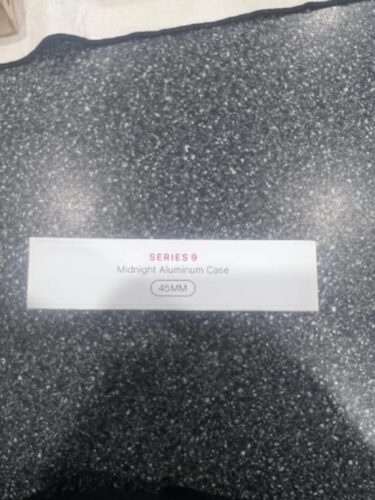 SERIES 9
Midnight Aluminum Case
45MM